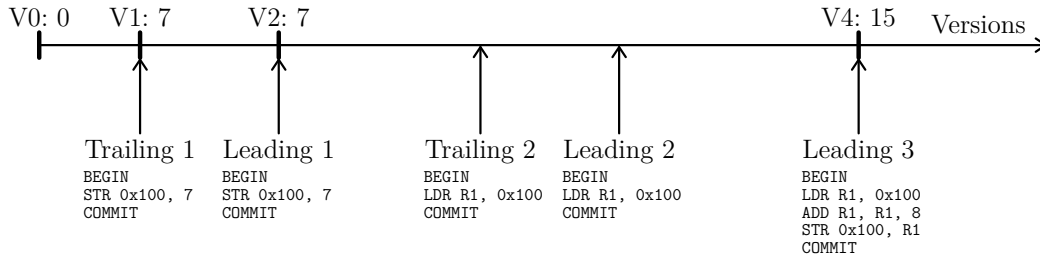 V0: 0
V1: 7
V2: 7
V4: 15
Versions
Trailing 1
BEGIN
STR 0x100, 7
COMMIT
Leading 1
BEGIN
STR 0x100, 7
COMMIT
Trailing 2
BEGIN
LDR R1, 0x100
COMMIT
Leading 2
BEGIN
LDR R1, 0x100
COMMIT
Leading 3
BEGIN
LDR R1, 0x100
ADD R1, R1, 8
STR 0x100, R1
COMMIT